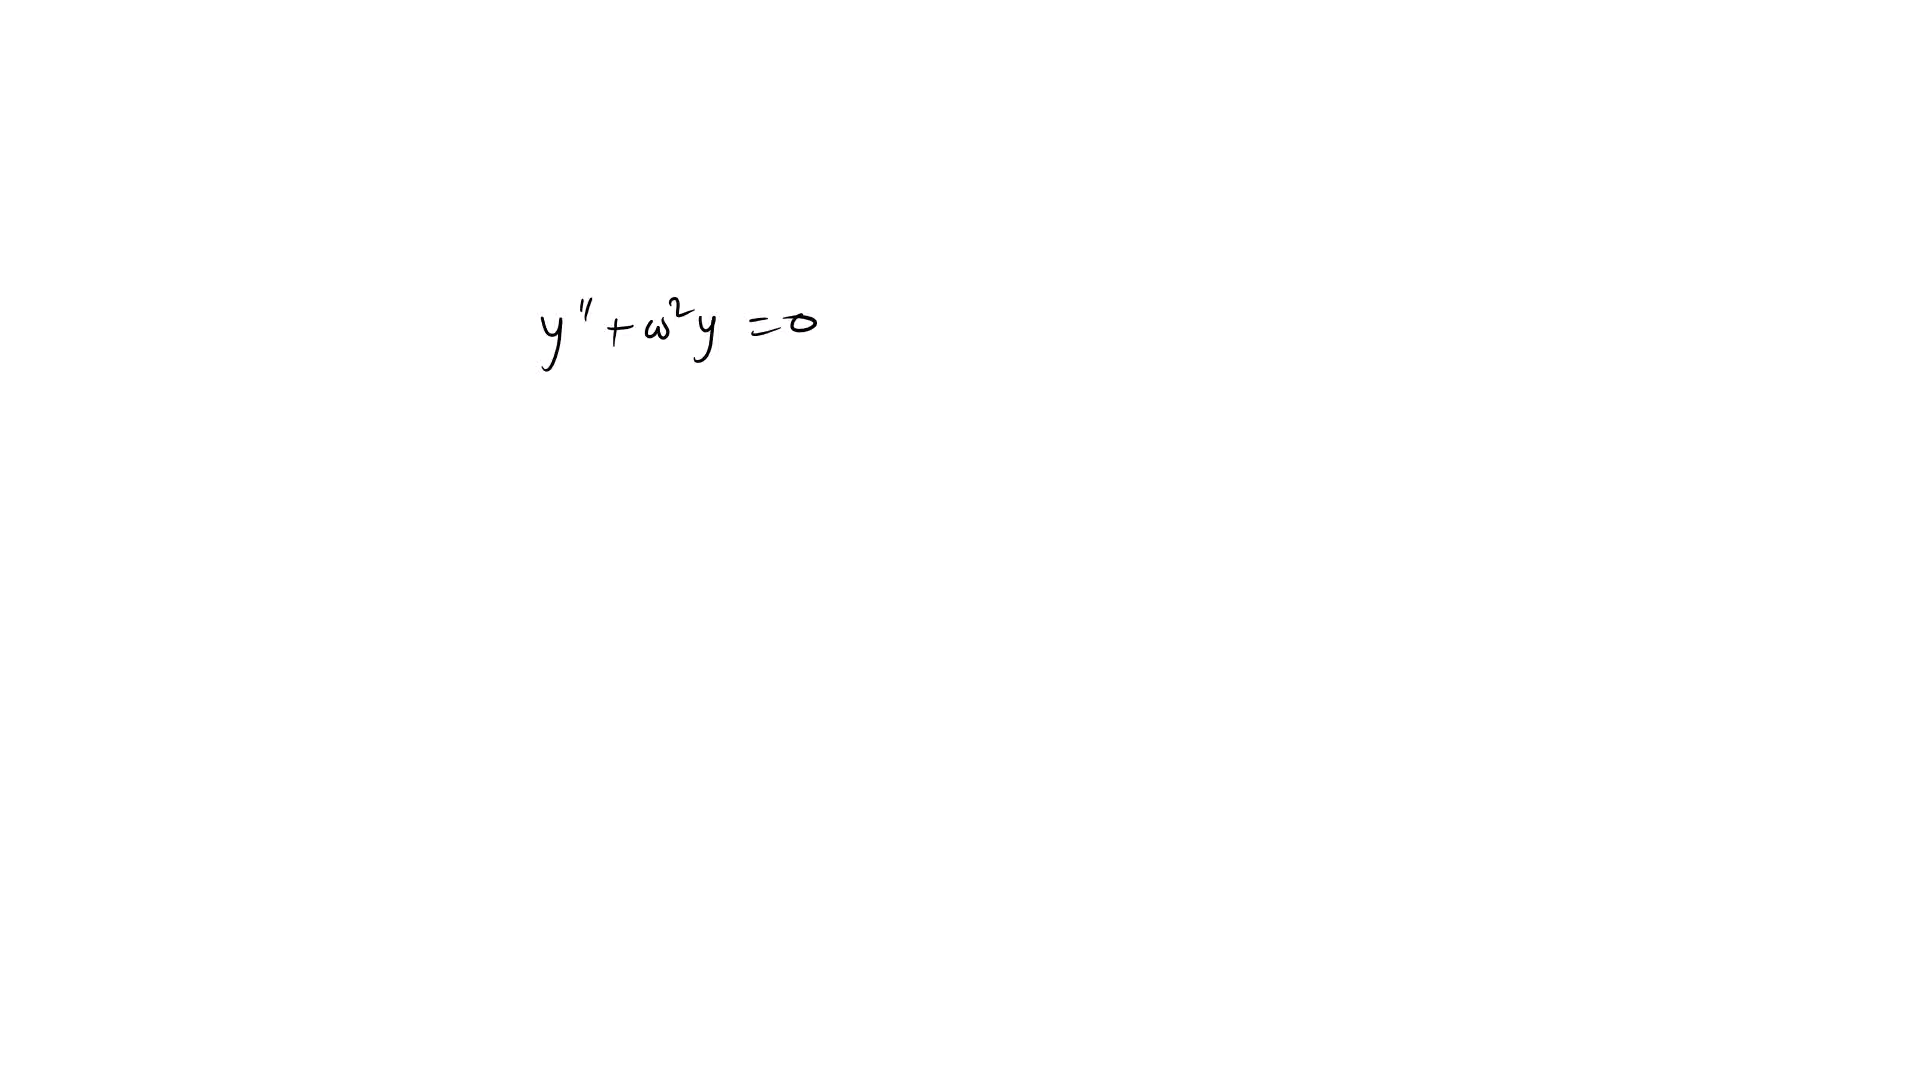 y'' + ω²y = 0